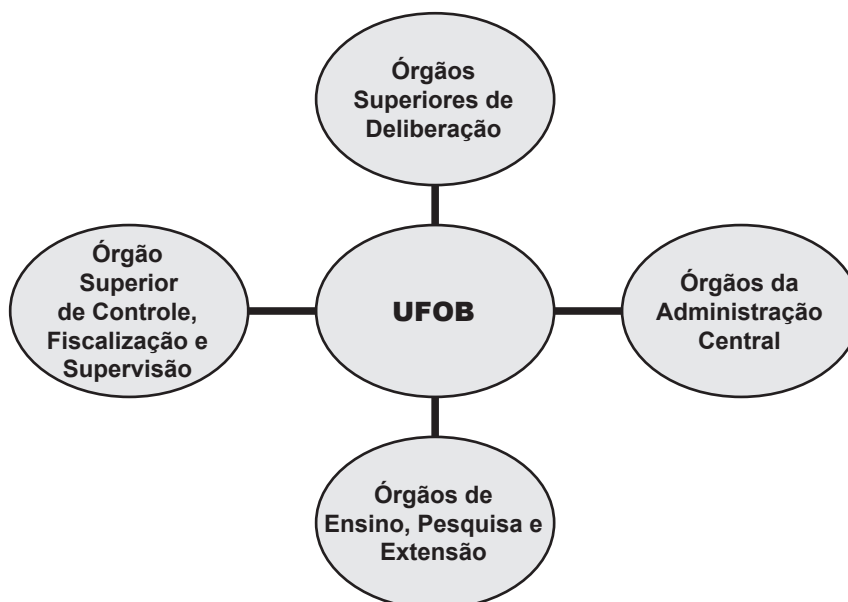 Órgãos
Superiores de
Deliberação
Órgão
Superior
de Controle,
Fiscalização e
Supervisão
UFOB
Órgãos da
Administração
Central
Órgãos de
Ensino, Pesquisa e
Extensão